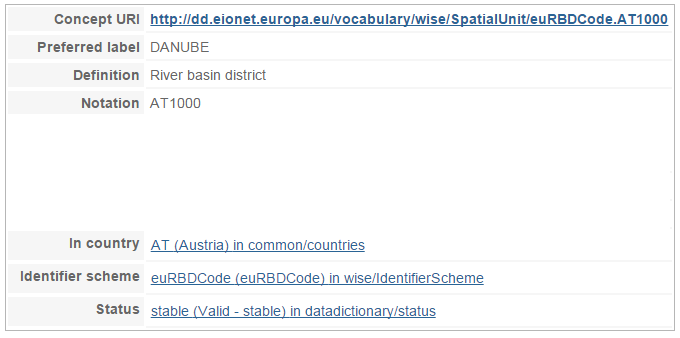 Concept URI http://dd.eionet.europa.eu/vocabulary/wise/SpatialUnit/euRBDCode.AT1000
Preferred label DANUBE
Definition River basin district
Notation AT1000
In country AT (Austria) in common/countries
Identifier scheme euRBDCode (euRBDCode) in wise/IdentifierScheme
Status stable (Valid - stable) in datadictionary/status